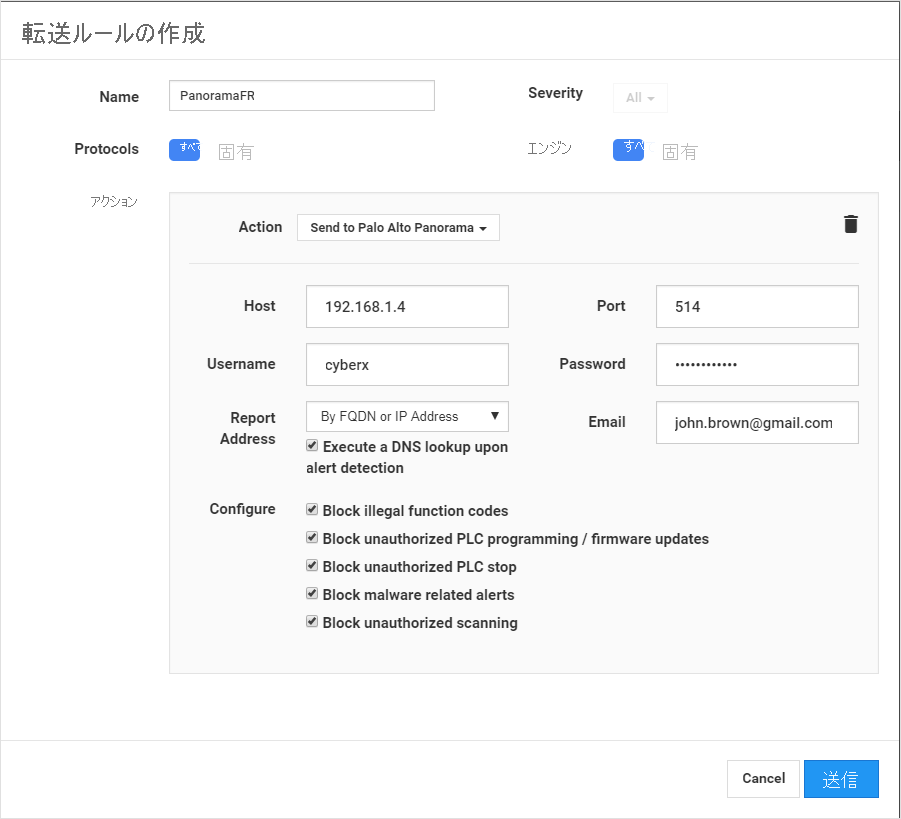 転送ルールの作成
Name
PanoramaFR
Severity
All
Protocols
すべて
固有
エンジン
すべ
固有
アクション
Action
Send to Palo Alto Panorama
Host
192.168.1.4
Port
514
Username
cyberx
Password
••••••••••••
Report
Address
By FQDN or IP Address
Email
john.brown@gmail.com
Execute a DNS lookup upon
alert detection
Configure
Block illegal function codes
Block unauthorized PLC programming / firmware updates
Block unauthorized PLC stop
Block malware related alerts
Block unauthorized scanning
Cancel
送信